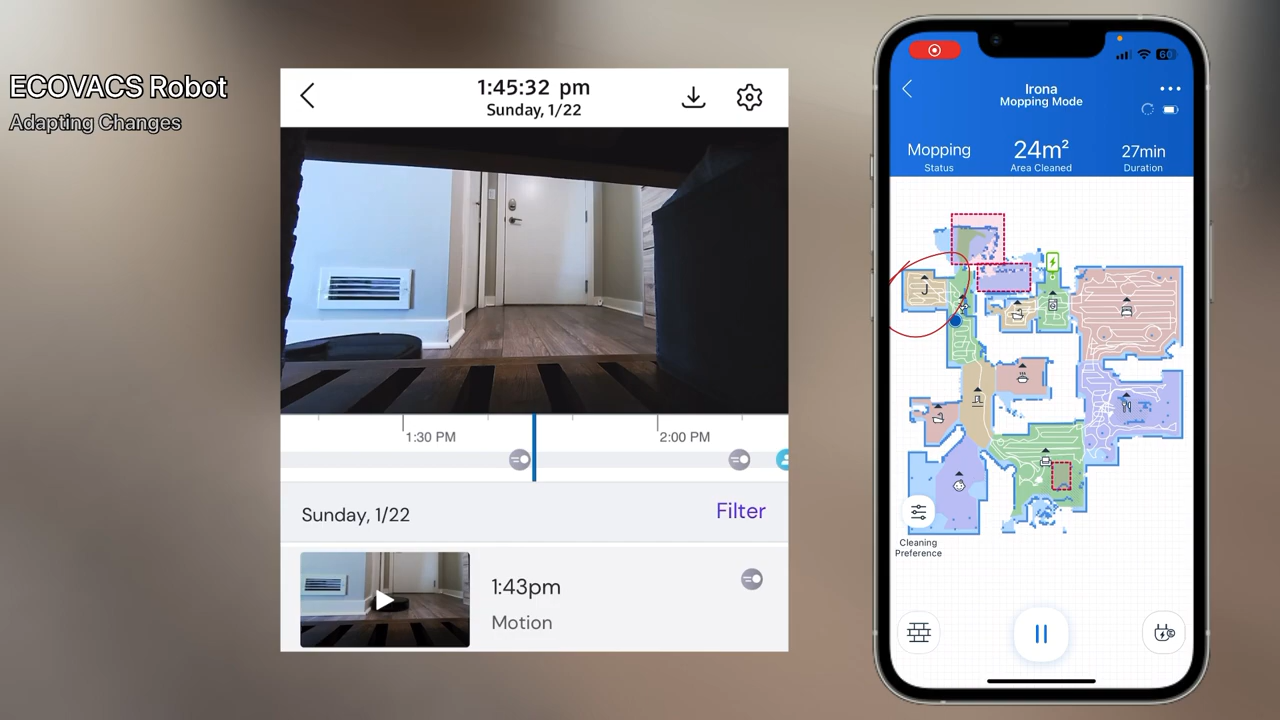 ECOVACS Robot
Adapting Changes
1:45:32 pm
Sunday, 1/22
1:30 PM
2:00 PM
Sunday, 1/22
Filter
1:43pm
Motion
60
Irona
Mopping Mode
Mopping
Status
24m²
Area Cleaned
27min
Duration
J
Cleaning
Preference